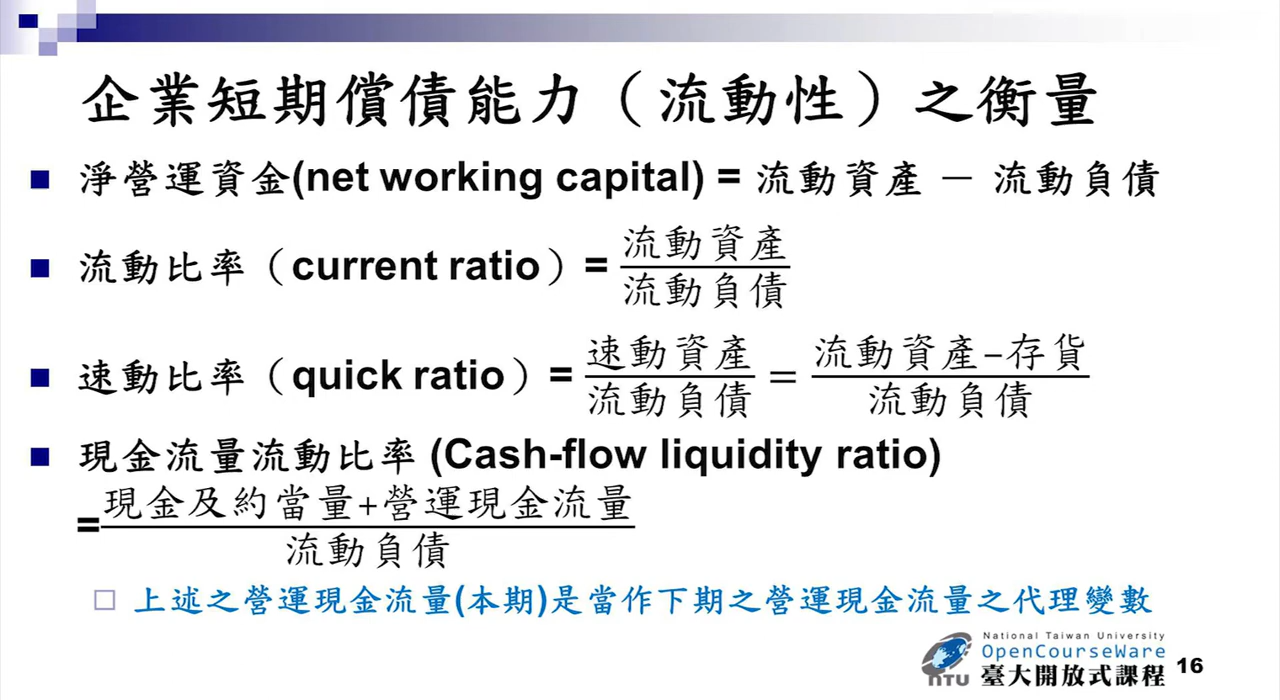 企業短期償債能力（流動性）之衡量
淨營運資金(net working capital) = 流動資產 － 流動負債
流動比率（current ratio）= 流動資產
流動負債
速動比率（quick ratio）= 速動資產 = 流動資產-存貨
流動負債 流動負債
現金流量流動比率 (Cash-flow liquidity ratio)
= 現金及約當量+營運現金流量
流動負債
上述之營運現金流量(本期)是當作下期之營運現金流量之代理變數
National Taiwan University
OpenCourseWare
臺大開放式課程
NTU
16